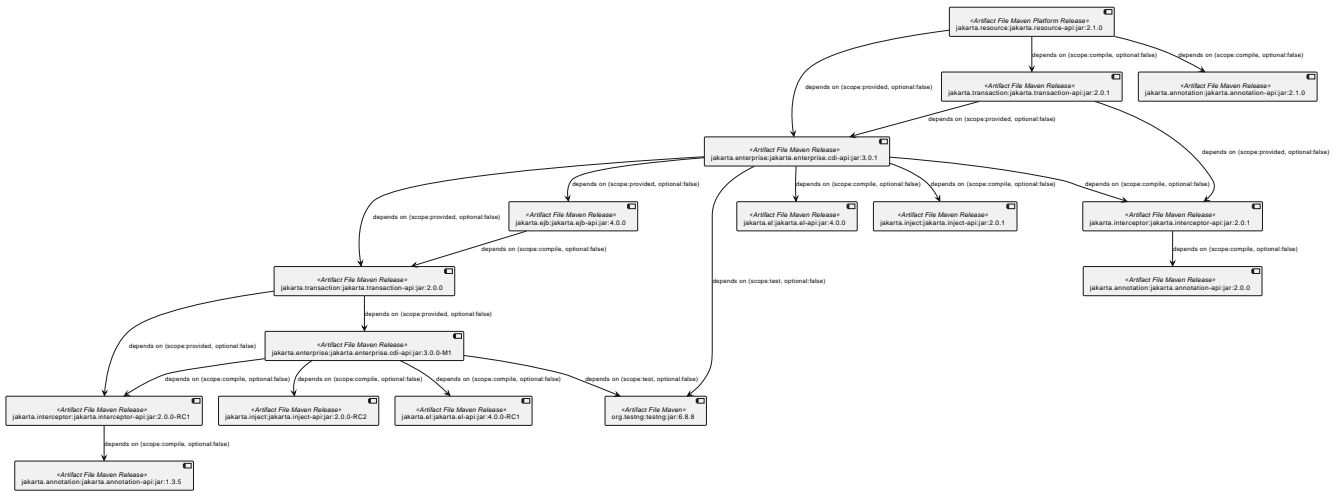 «Artifact File Maven Platform Release»
jakarta.resource:jakarta.resource-api:jar:2.1.0
depends on (scope:compile, optional:false)
depends on (scope:compile, optional:false)
«Artifact File Maven Release»
jakarta.transaction:jakarta.transaction-api:jar:2.0.1
«Artifact File Maven Release»
jakarta.annotation:jakarta.annotation-api:jar:2.1.0
depends on (scope:provided, optional:false)
depends on (scope:provided, optional:false)
«Artifact File Maven Release»
jakarta.enterprise:jakarta.enterprise.cdi-api:jar:3.0.1
depends on (scope:provided, optional:false)
depends on (scope:provided, optional:false)
depends on (scope:compile, optional:false)
depends on (scope:compile, optional:false)
depends on (scope:compile, optional:false)
depends on (scope:provided, optional:false)
«Artifact File Maven Release»
jakarta.ejb:jakarta.ejb-api:jar:4.0.0
«Artifact File Maven Release»
jakarta.el:jakarta.el-api:jar:4.0.0
«Artifact File Maven Release»
jakarta.inject:jakarta.inject-api:jar:2.0.1
«Artifact File Maven Release»
jakarta.interceptor:jakarta.interceptor-api:jar:2.0.1
depends on (scope:compile, optional:false)
depends on (scope:compile, optional:false)
«Artifact File Maven Release»
jakarta.transaction:jakarta.transaction-api:jar:2.0.0
depends on (scope:test, optional:false)
«Artifact File Maven Release»
jakarta.annotation:jakarta.annotation-api:jar:2.0.0
depends on (scope:provided, optional:false)
depends on (scope:provided, optional:false)
«Artifact File Maven Release»
jakarta.enterprise:jakarta.enterprise.cdi-api:jar:3.0.0-M1
depends on (scope:compile, optional:false)
depends on (scope:compile, optional:false)
depends on (scope:compile, optional:false)
depends on (scope:test, optional:false)
«Artifact File Maven Release»
jakarta.interceptor:jakarta.interceptor-api:jar:2.0.0-RC1
«Artifact File Maven Release»
jakarta.inject:jakarta.inject-api:jar:2.0.0-RC2
«Artifact File Maven Release»
jakarta.el:jakarta.el-api:jar:4.0.0-RC1
«Artifact File Maven»
org.testng:testng:jar:6.8.8
depends on (scope:compile, optional:false)
«Artifact File Maven Release»
jakarta.annotation:jakarta.annotation-api:jar:1.3.5